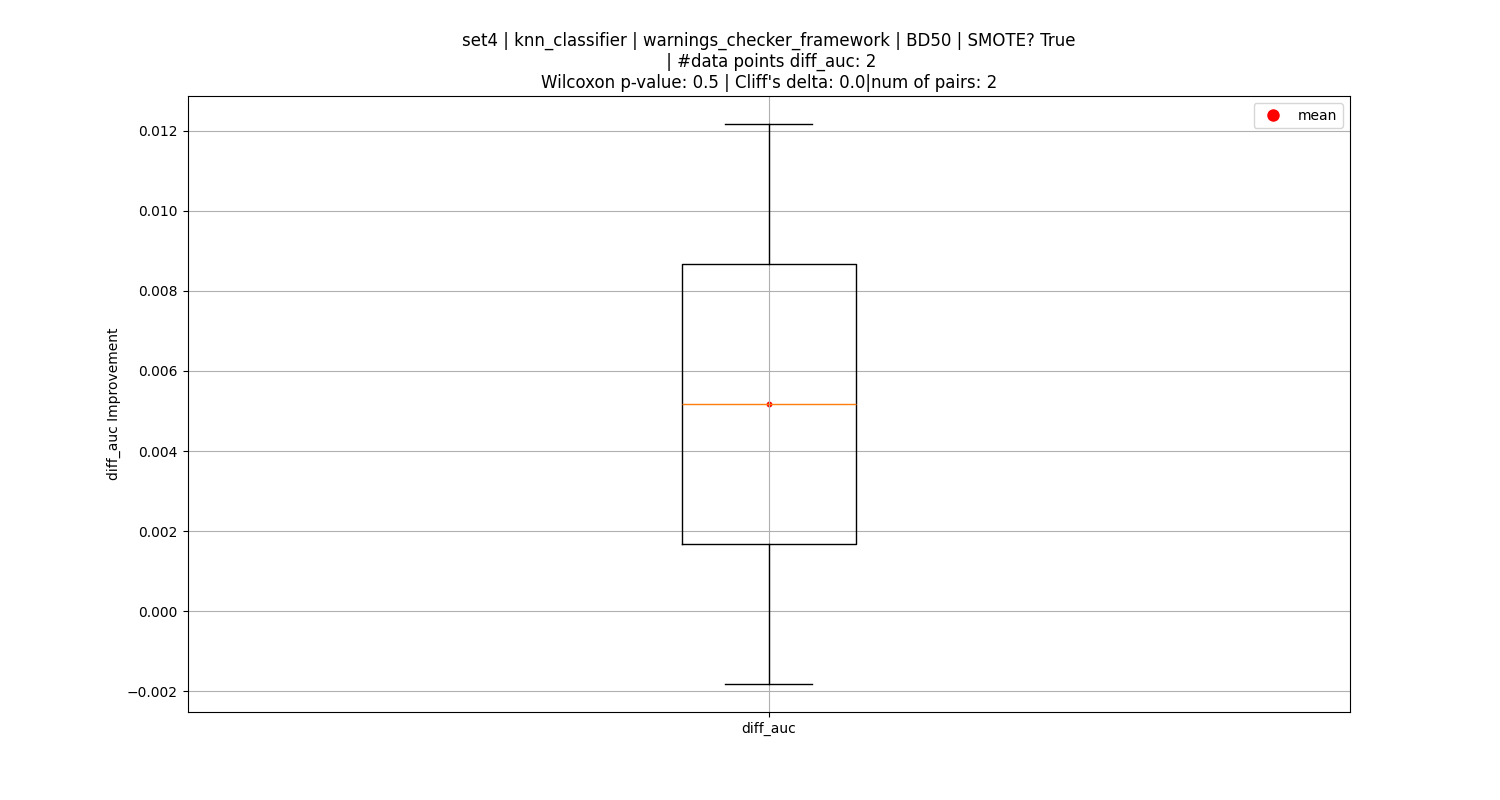 set4 | knn_classifier | warnings_checker_framework | BD50 | SMOTE? True
| #data points diff_auc: 2
Wilcoxon p-value: 0.5 | Cliff's delta: 0.0|num of pairs: 2
mean
0.012
0.010
0.008
0.006
0.004
0.002
0.000
−0.002
diff_auc Improvement
diff_auc